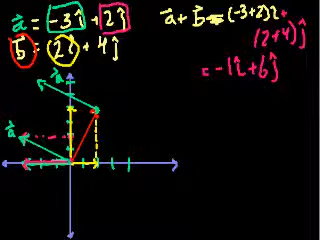 a⃗ = -3î + 2ĵ
b⃗ = 2î + 4ĵ
a⃗ + b⃗ = (-3+2)î +
(2+4)ĵ
= -1î + 6ĵ
a⃗
a⃗